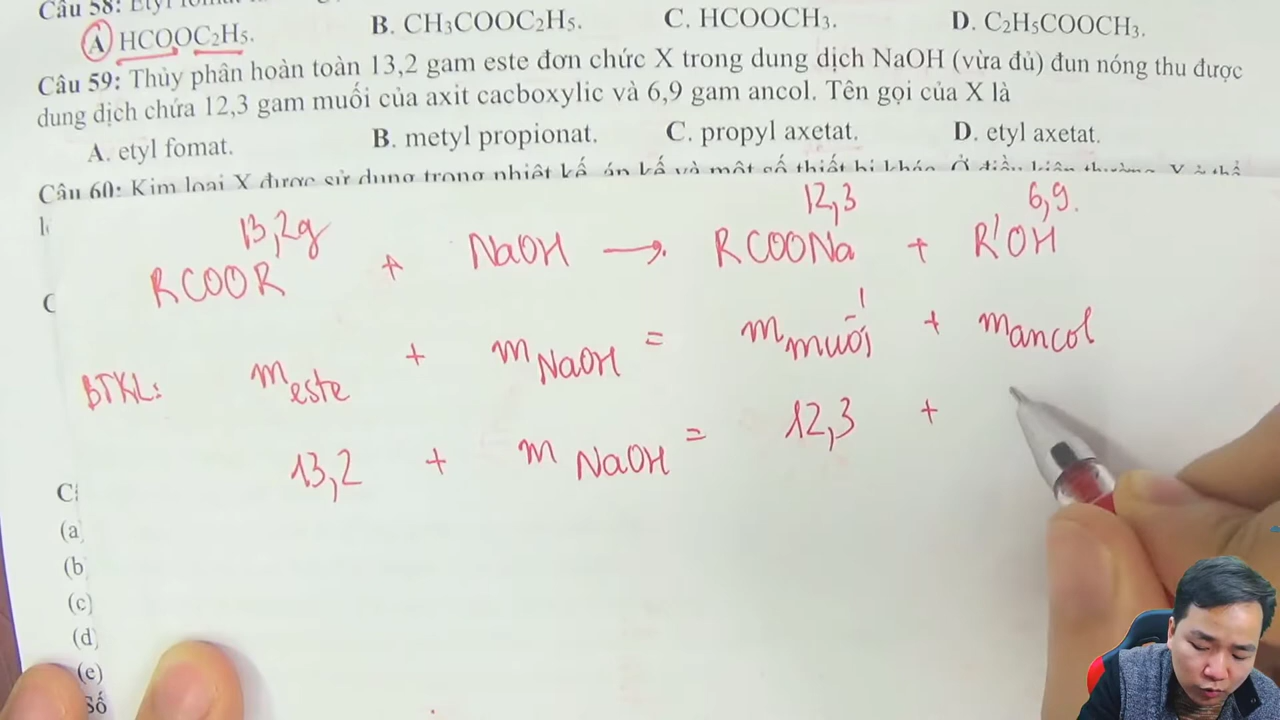 Câu 58: Etyl fomat
A HCOOC₂H₅. B. CH₃COOC₂H₅. C. HCOOCH₃. D. C₂H₅COOCH₃.
Câu 59: Thủy phân hoàn toàn 13,2 gam este đơn chức X trong dung dịch NaOH (vừa đủ) đun nóng thu được
dung dịch chứa 12,3 gam muối của axit cacboxylic và 6,9 gam ancol. Tên gọi của X là
A. etyl fomat. B. metyl propionat. C. propyl axetat. D. etyl axetat.
Câu 60: Kim loại X được sử dụng trong nhiệt kế, áp kế và một số thiết bị khác. Ở điều kiện thường, X ở thể
13,2g 12,3 6,9.
RCOOR + NaOH → RCOONa + R'OH
BTKL: m este + m NaOH = m muối + m ancol
13,2 + m NaOH = 12,3 +
(a)
(b)
(c)
(d)
(e)
Số